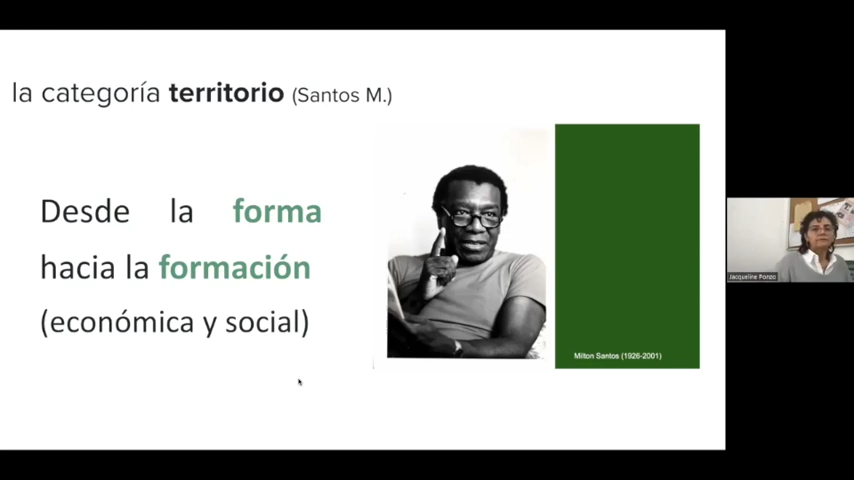 la categoría territorio (Santos M.)
Desde la forma
hacia la formación
(económica y social)
Milton Santos (1926-2001)
Jacqueline Ponzo